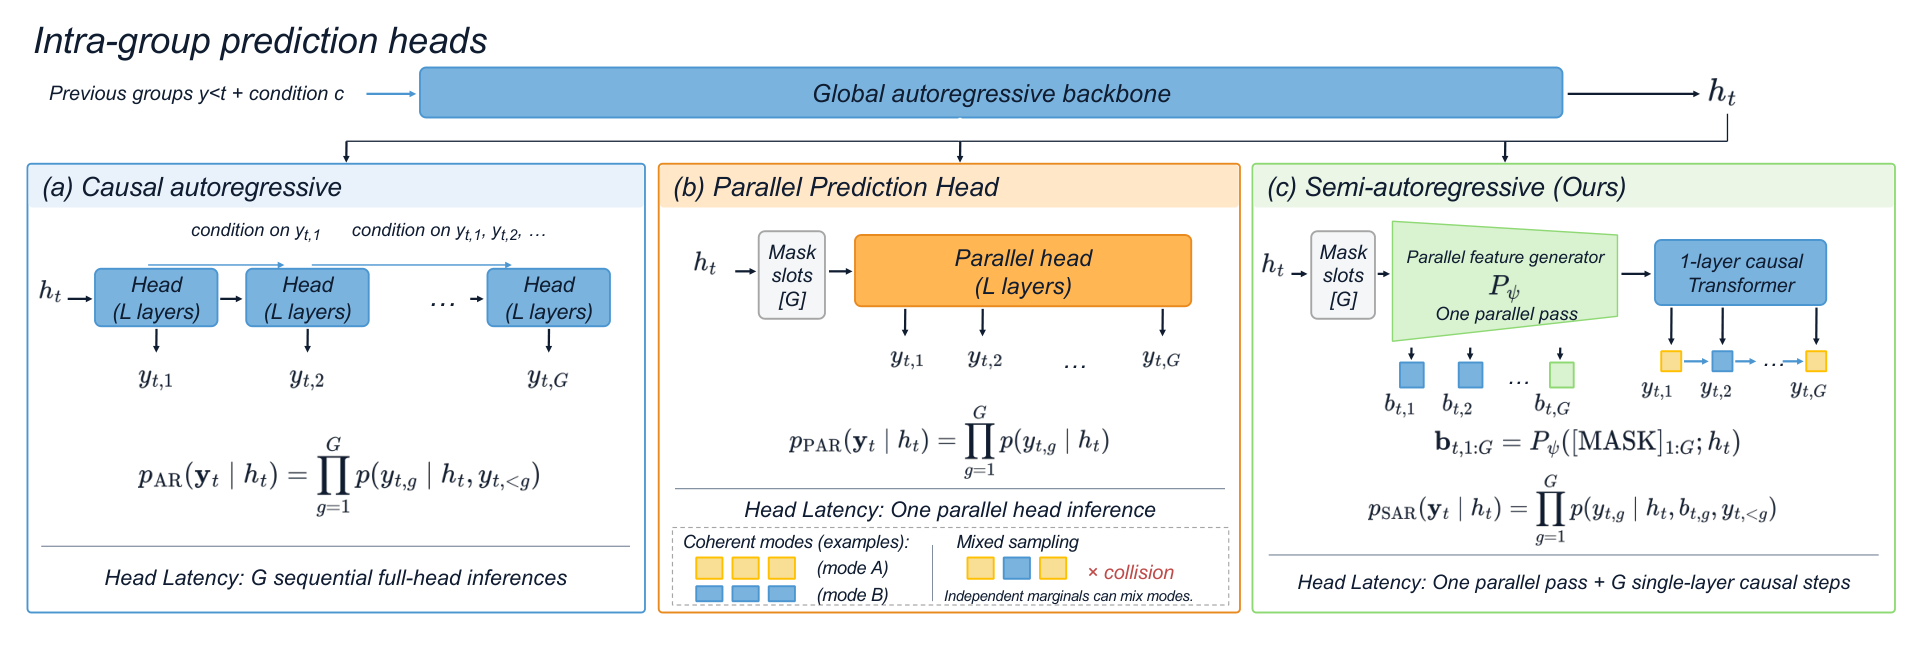 Intra-group prediction heads
Previous groups y<t + condition c
Global autoregressive backbone
h_t
(a) Causal autoregressive
condition on y_{t,1}
condition on y_{t,1}, y_{t,2}, …
h_t
Head
(L layers)
Head
(L layers)
…
Head
(L layers)
y_{t,1}
y_{t,2}
y_{t,G}
p_{AR}(𝐲_t | h_t) = ∏_{g=1}^{G} p(y_{t,g} | h_t, y_{t,<g})
Head Latency: G sequential full-head inferences
(b) Parallel Prediction Head
h_t
Mask
slots
[G]
Parallel head
(L layers)
y_{t,1}
y_{t,2}
…
y_{t,G}
p_{PAR}(𝐲_t | h_t) = ∏_{g=1}^{G} p(y_{t,g} | h_t)
Head Latency: One parallel head inference
Coherent modes (examples):
(mode A)
(mode B)
Mixed sampling
× collision
Independent marginals can mix modes.
(c) Semi-autoregressive (Ours)
h_t
Mask
slots
[G]
Parallel feature generator
P_ψ
One parallel pass
1-layer causal
Transformer
b_{t,1}
b_{t,2}
…
b_{t,G}
y_{t,1}
y_{t,2}
…
y_{t,G}
𝐛_{t,1:G} = P_ψ([MASK]_{1:G}; h_t)
p_{SAR}(𝐲_t | h_t) = ∏_{g=1}^{G} p(y_{t,g} | h_t, b_{t,g}, y_{t,<g})
Head Latency: One parallel pass + G single-layer causal steps